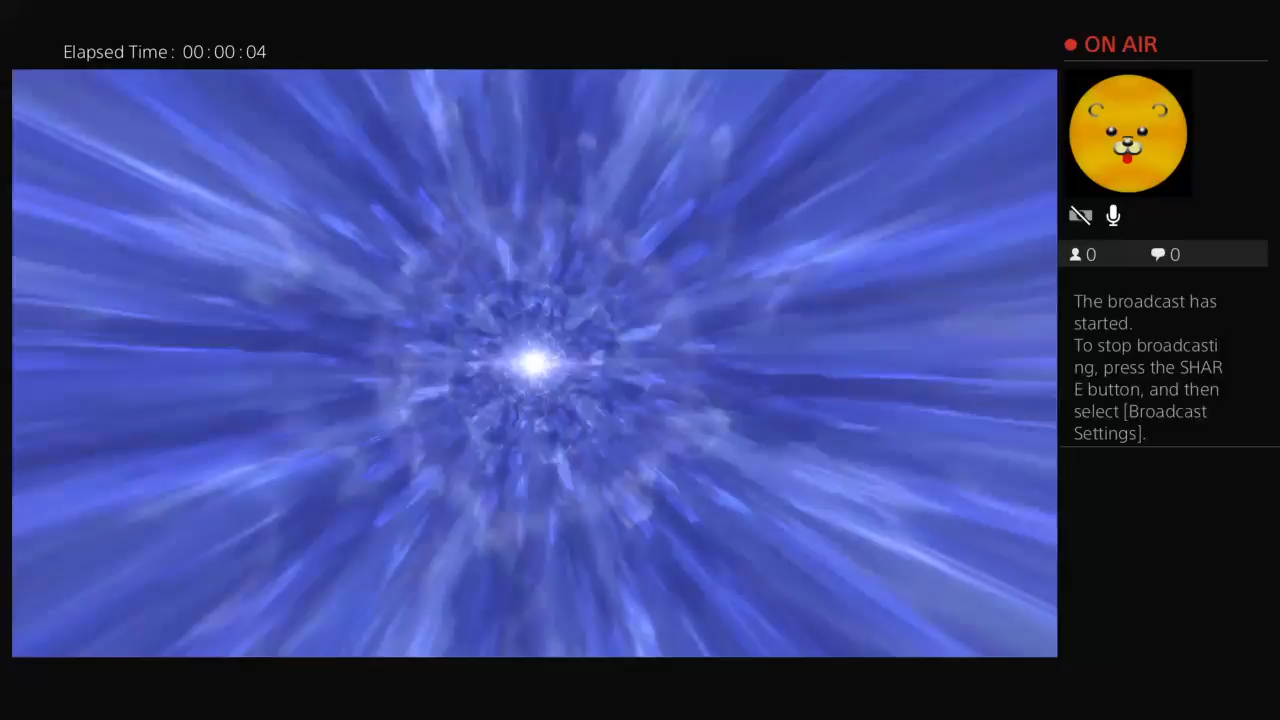 Elapsed Time: 00:00:04
ON AIR
0 0
The broadcast has
started.
To stop broadcasti
ng, press the SHAR
E button, and then
select [Broadcast
Settings].